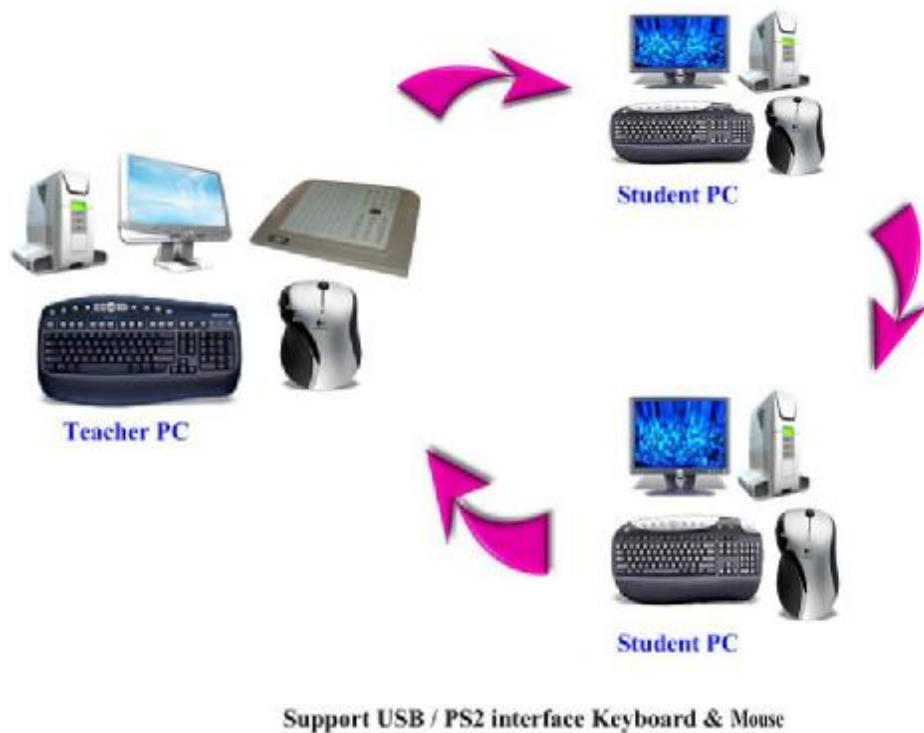 Student PC
Teacher PC
Student PC
Support USB / PS2 interface Keyboard & Mouse